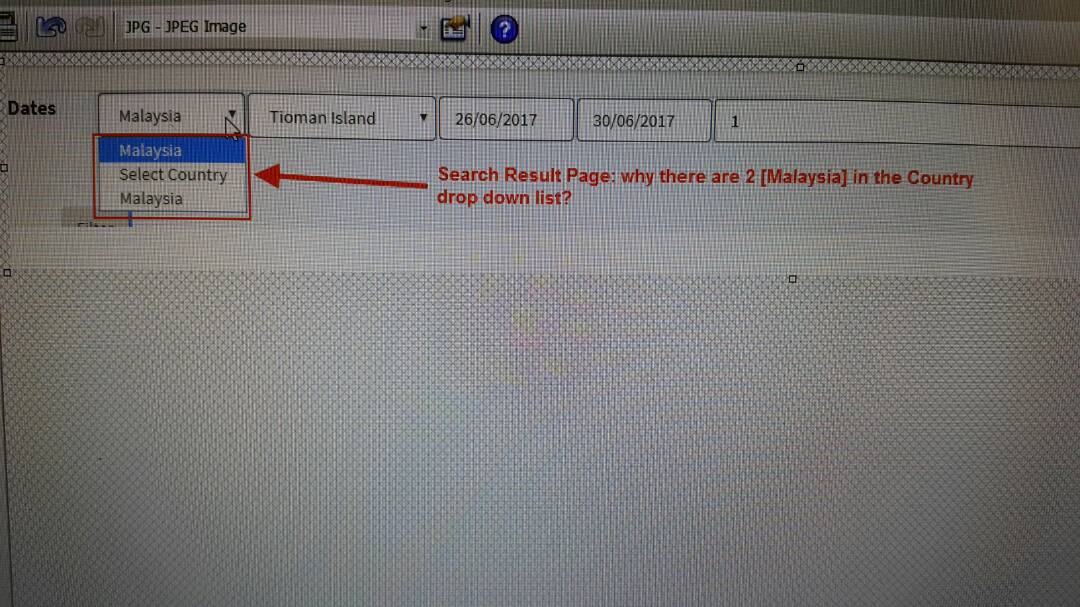 JPG - JPEG Image
Dates
Malaysia
Tioman Island
26/06/2017
30/06/2017
1
Malaysia
Select Country
Malaysia
Search Result Page: why there are 2 [Malaysia] in the Country
drop down list?